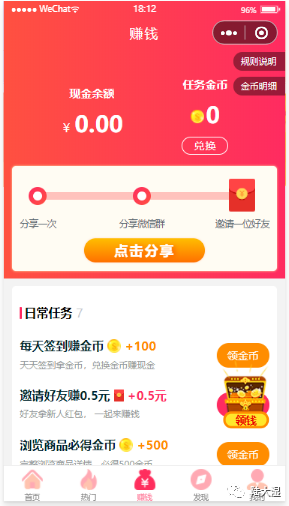 WeChat 18:12 96%
赚钱
规则说明
现金余额 任务金币 金币明细
¥ 0.00 0
兑换
分享一次 分享微信群 邀请一位好友
点击分享
日常任务 7
每天签到赚金币 +100
天天签到拿金币，兑换金币赚现金 领金币
邀请好友赚0.5元 +0.5元
好友拿新人红包，一起来赚钱 领钱
浏览商品必得金币 +500
领金币
首页 热门 赚钱 发现